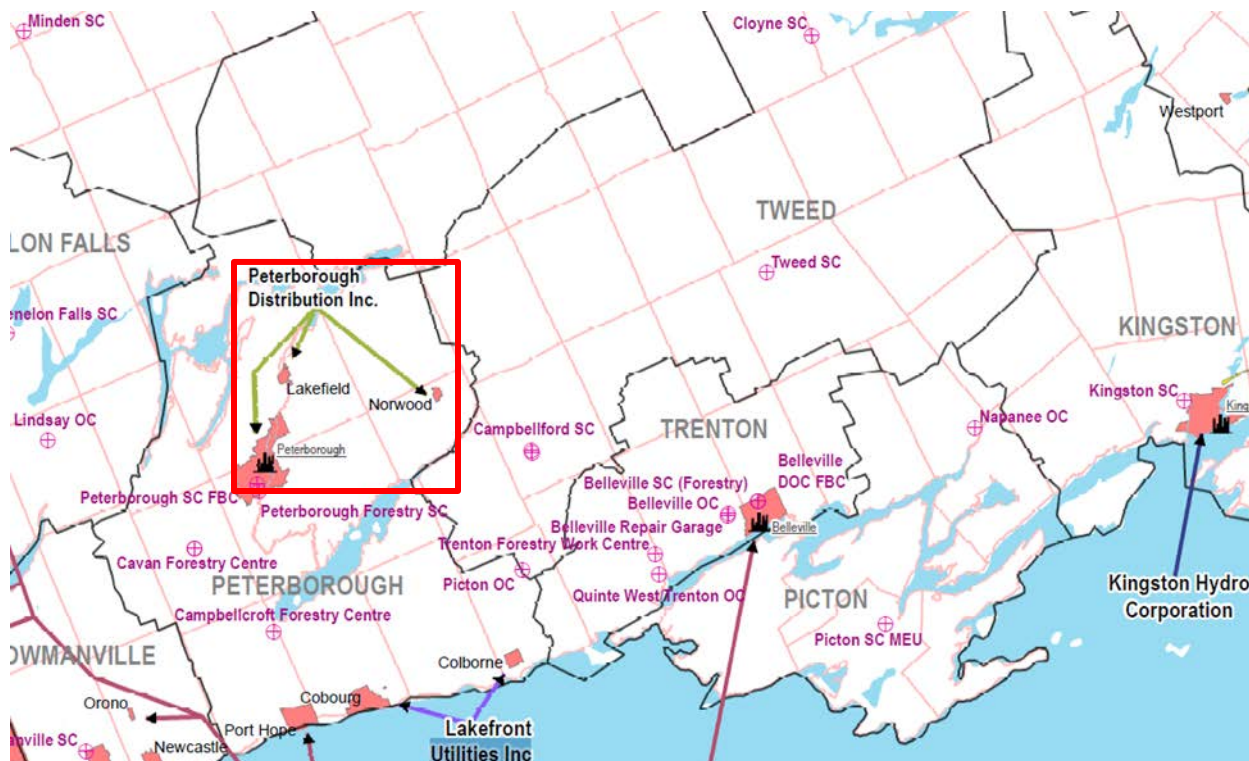 Minden SC
Cloyne SC
Westport
TWEED
LON FALLS
Tweed SC
Peterborough
Distribution Inc.
enelon Falls SC
KINGSTON
Lakefield
Norwood
Kingston SC
King
Lindsay OC
Campbellford SC
TRENTON
Napanee OC
Peterborough
Belleville
DOC FBC
Belleville SC (Forestry)
Peterborough SC FBC
Peterborough Forestry SC
Belleville OC
Belleville Repair Garage
Belleville
Trenton Forestry Work Centre
Cavan Forestry Centre
PETERBOROUGH
Picton OC
Quinte West/Trenton OC
PICTON
Kingston Hydro
Corporation
Campbellcroft Forestry Centre
Picton SC MEU
OWMANVILLE
Colborne
Orono
Cobourg
Port Hope
Lakefront
Utilities Inc
anville SC
Newcastle